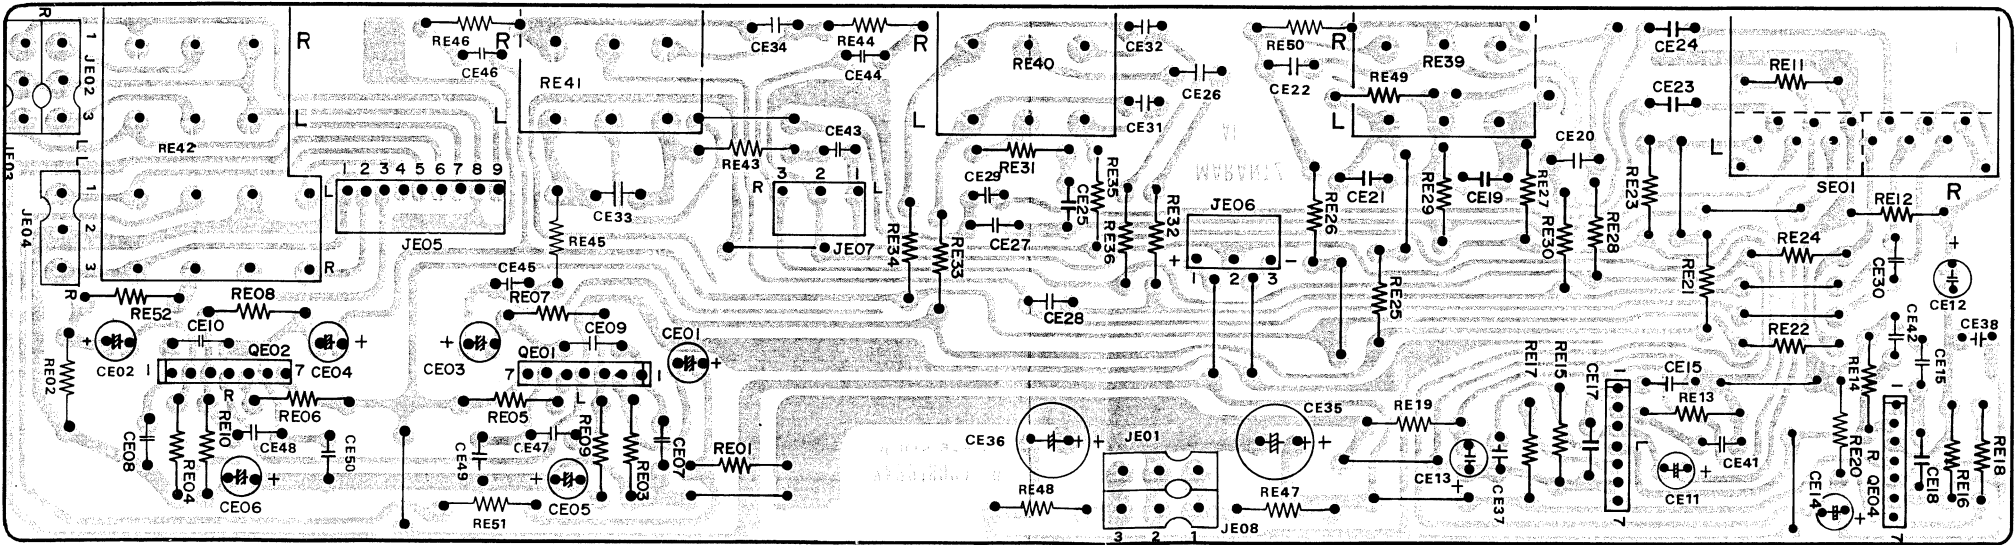 R
1
JE02
3
L
R
RE42
L
JE03
L
1
JE04
2
3
R
L
R
RE46
R
CE46
RE41
L
1 2 3 4 5 6 7 8 9
JE05
CE34
RE44
R
CE44
CE43
RE43
R
3 2 1
L
JE07
CE33
RE45
CE45
RE40
L
CE32
CE26
CE31
RE31
CE29
CE27
CE25
RE35
RE36
RE32
RE34
RE33
CE28
MARANTZ
JE06
+
1 2 3
-
RE50
R
CE22
RE49
RE39
L
CE20
CE21
CE19
RE26
RE29
RE27
RE30
RE28
RE25
CE24
CE23
RE23
RE11
L
SE01
R
RE12
RE24
RE21
RE22
CE30
+
CE12
CE42
CE38
CE15
RE14
RE52
RE08
CE10
+
CE02
QE02
1
7
CE04
+
RE02
R
RE06
RE10
CE48
CE08
RE04
CE06
+
CE50
RE07
CE09
CE01
+
+
CE03
QE01
7
1
RE05
L
CE47
CE49
RE09
RE03
CE07
CE05
+
RE51
RE01
CE36
+
JE01
CE35
+
RE48
RE47
JE08
3 2 1
RE19
CE13
+
CE37
RE17
RE15
CE17
1
L
7
CE15
RE13
CE41
CE11
+
RE20
CE14
+
1
R
QE04
7
CE18
RE16
RE18